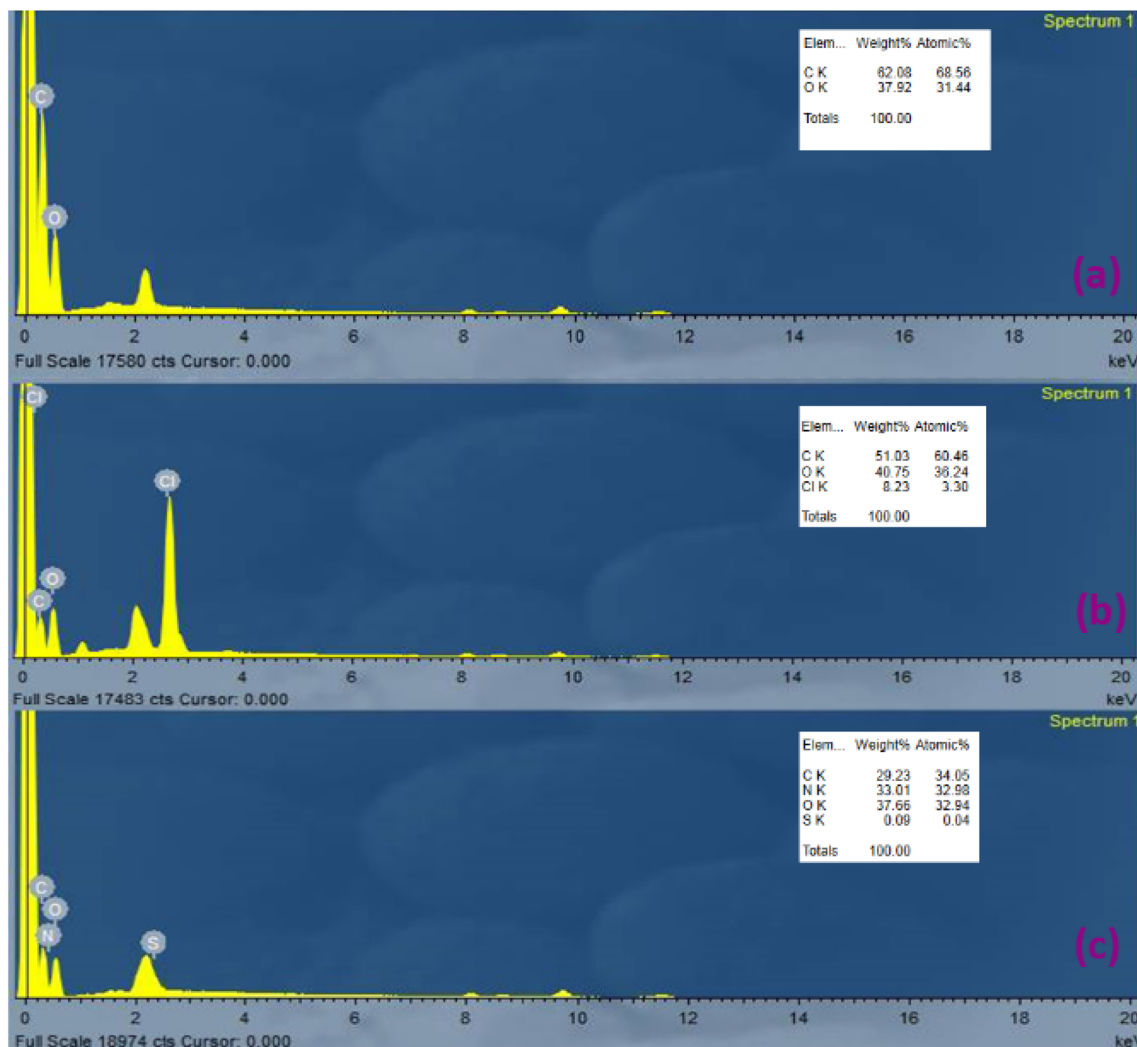 Spectrum 1
Elem... Weight% Atomic%
C K 62.08 68.56
O K 37.92 31.44
Totals 100.00
C
O
(a)
0 2 4 6 8 10 12 14 16 18 20
Full Scale 17580 cts Cursor: 0.000 keV
Spectrum 1
Cl
Elem... Weight% Atomic%
C K 51.03 60.46
O K 40.75 36.24
Cl K 8.23 3.30
Totals 100.00
Cl
O
C
(b)
0 2 4 6 8 10 12 14 16 18 20
Full Scale 17483 cts Cursor: 0.000 keV
Spectrum 1
Elem... Weight% Atomic%
C K 29.23 34.05
N K 33.01 32.98
O K 37.66 32.94
S K 0.09 0.04
Totals 100.00
C
O
N
S
(c)
0 2 4 6 8 10 12 14 16 18 20
Full Scale 18974 cts Cursor: 0.000 keV